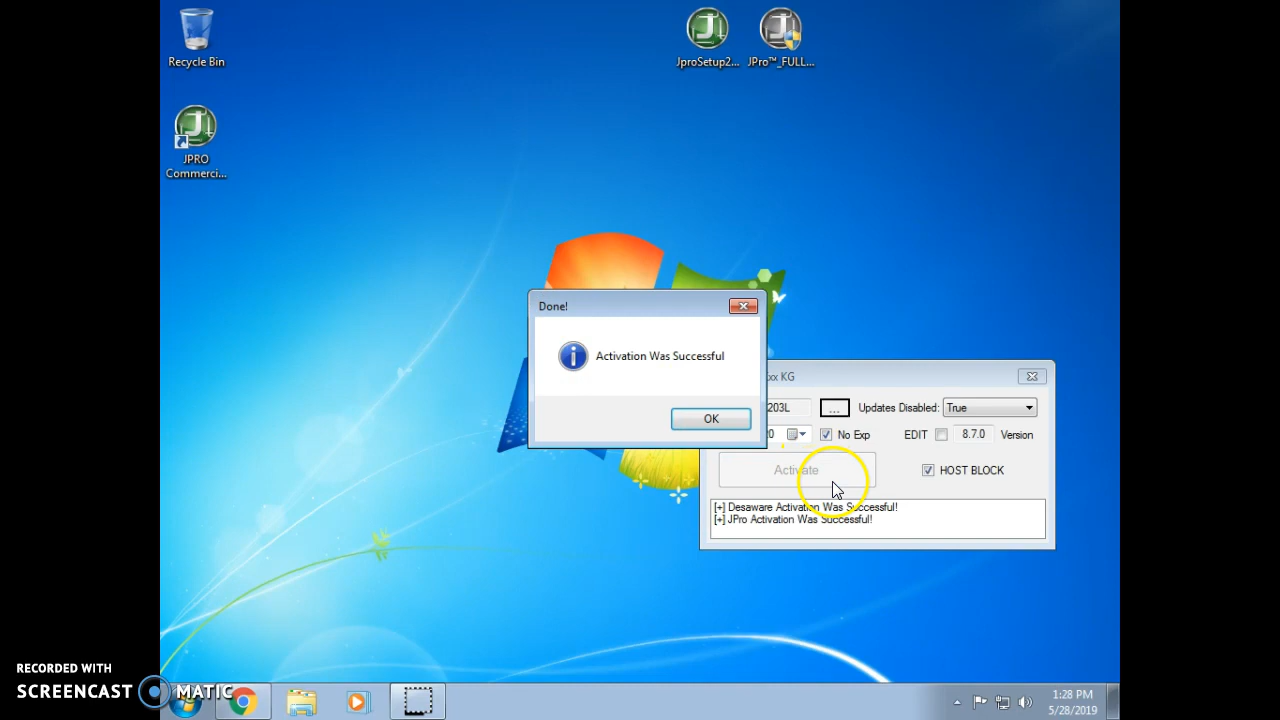 Recycle Bin
JproSetup2...
JPro™_FULL...
JPRO
Commerci...
Done!
Activation Was Successful
OK
KG
203L
...
Updates Disabled:
True
No Exp
EDIT
8.7.0
Version
Activate
HOST BLOCK
[+] Desaware Activation Was Successful!
[+] JPro Activation Was Successful!
RECORDED WITH
SCREENCAST MATIC
1:28 PM
5/28/2019